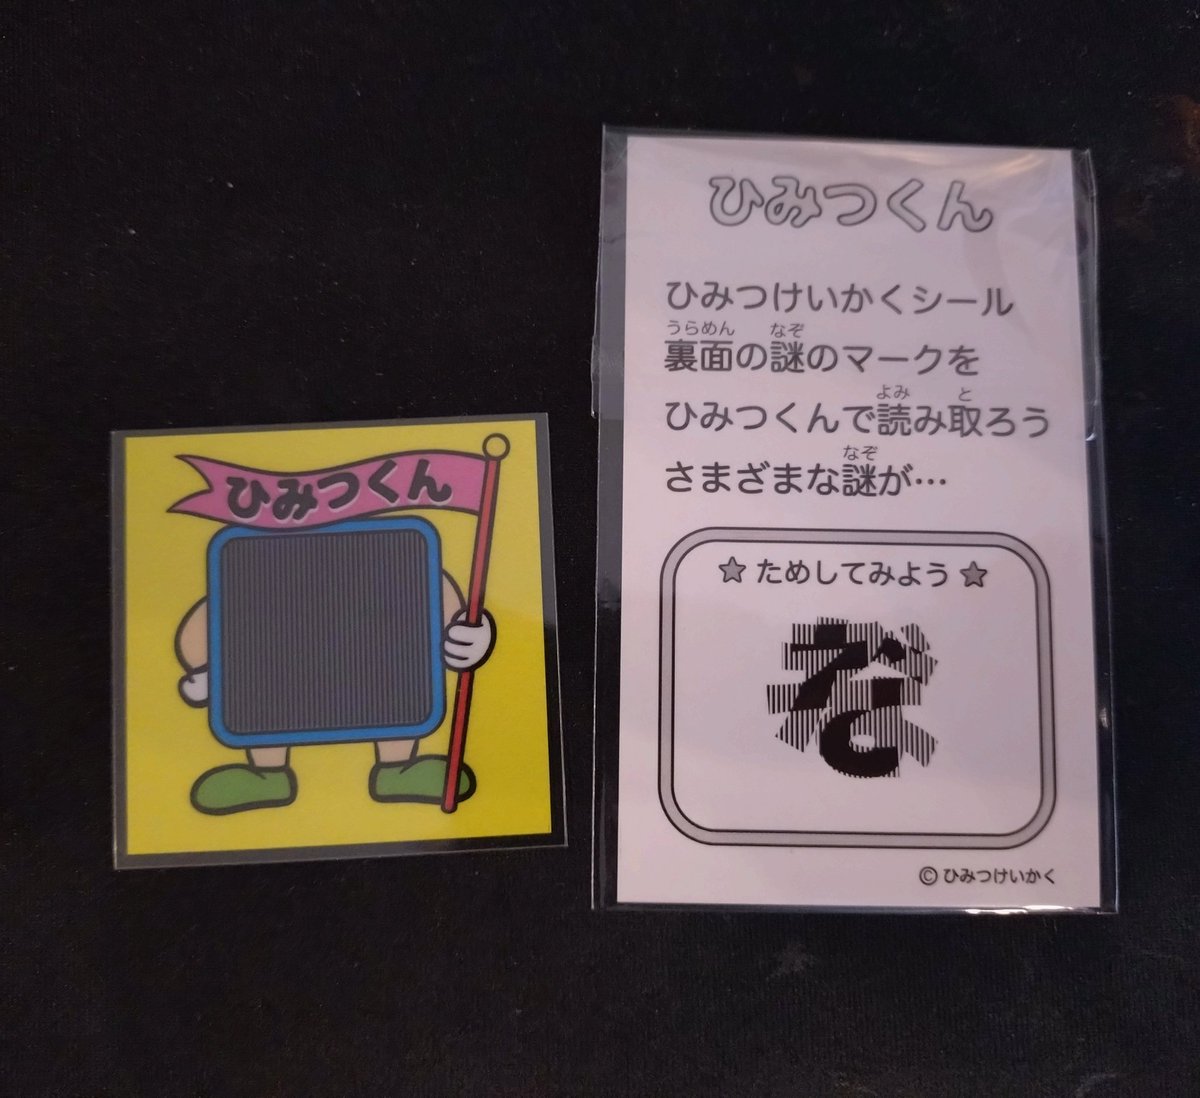 ひみつくん
ひみつくん
ひみつけいかくシール
うらめん なぞ
裏面の謎のマークを
よみ と
ひみつくんで読み取ろう
なぞ
さまざまな謎が…
☆ためしてみよう☆
© ひみつけいかく